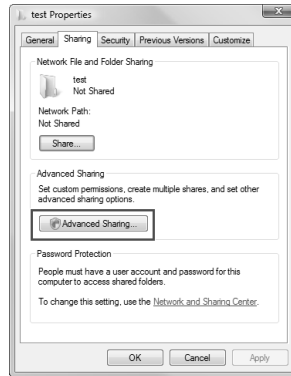 test Properties
x
General Sharing Security Previous Versions Customize
Network File and Folder Sharing
test
Not Shared
Network Path:
Not Shared
Share...
Advanced Sharing
Set custom permissions, create multiple shares, and set other
advanced sharing options.
Advanced Sharing...
Password Protection
People must have a user account and password for this
computer to access shared folders.
To change this setting, use the Network and Sharing Center.
OK Cancel Apply